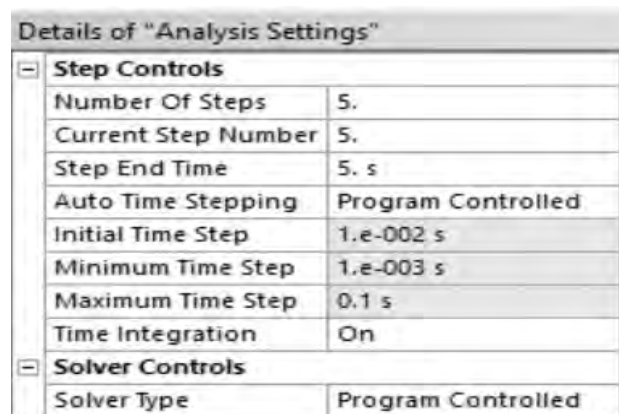 Details of "Analysis Settings"
Step Controls
Number Of Steps 5.
Current Step Number 5.
Step End Time 5. s
Auto Time Stepping Program Controlled
Initial Time Step 1.e-002 s
Minimum Time Step 1.e-003 s
Maximum Time Step 0.1 s
Time Integration On
Solver Controls
Solver Type Program Controlled